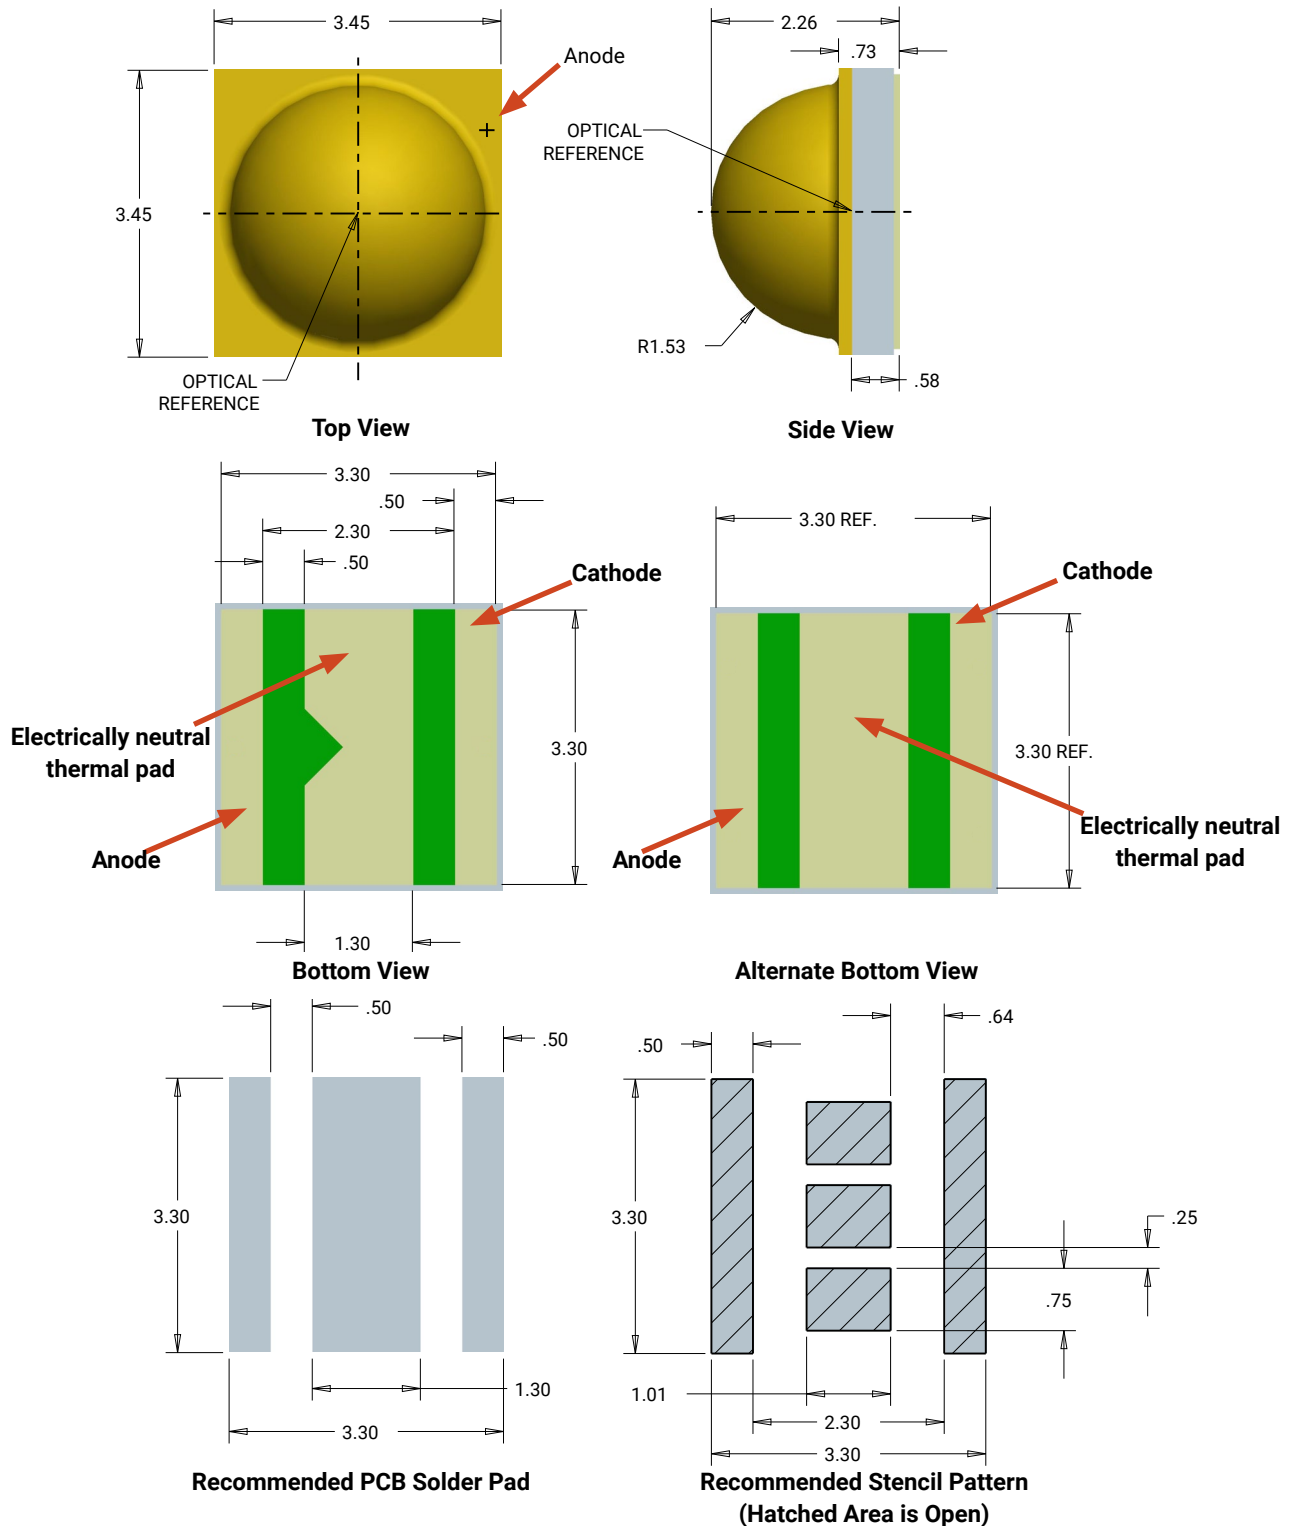 3.45
Anode
+
3.45
OPTICAL
REFERENCE
Top View
2.26
.73
OPTICAL
REFERENCE
R1.53
.58
Side View
3.30
.50
2.30
.50
Cathode
Electrically neutral
thermal pad
3.30
Anode
1.30
Bottom View
3.30 REF.
Cathode
3.30 REF.
Electrically neutral
thermal pad
Anode
Alternate Bottom View
.50
.50
3.30
1.30
3.30
Recommended PCB Solder Pad
.64
.50
3.30
.25
.75
1.01
2.30
3.30
Recommended Stencil Pattern
(Hatched Area is Open)